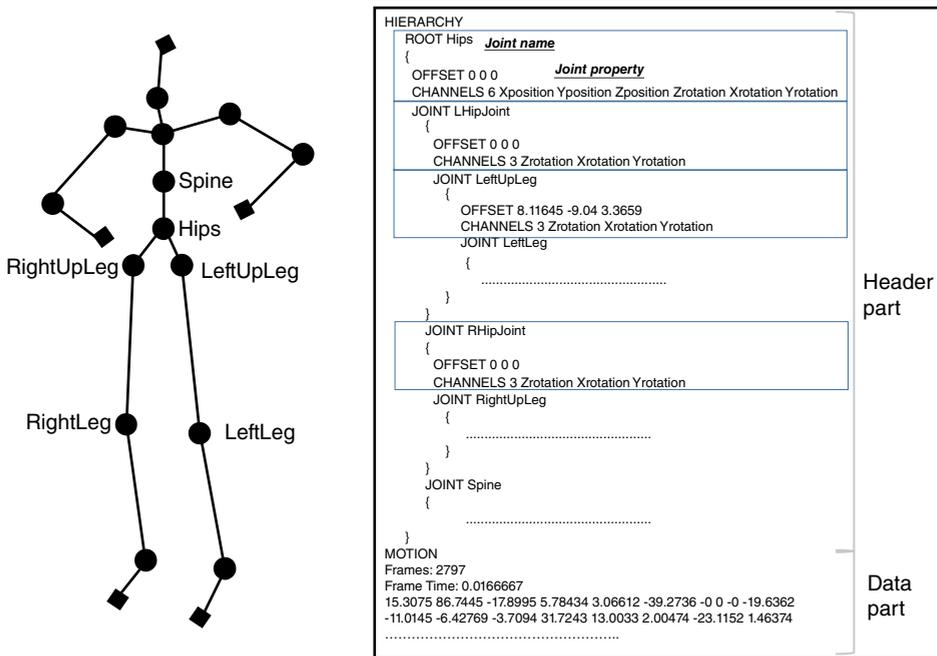 Spine
Hips
RightUpLeg
LeftUpLeg
RightLeg
LeftLeg
HIERARCHY
ROOT Hips Joint name
{
Joint property
OFFSET 0 0 0
CHANNELS 6 Xposition Yposition Zposition Zrotation Xrotation Yrotation
JOINT LHipJoint
{
OFFSET 0 0 0
CHANNELS 3 Zrotation Xrotation Yrotation
JOINT LeftUpLeg
{
OFFSET 8.11645 -9.04 3.3659
CHANNELS 3 Zrotation Xrotation Yrotation
JOINT LeftLeg
{
..................................................
}
}
JOINT RHipJoint
{
OFFSET 0 0 0
CHANNELS 3 Zrotation Xrotation Yrotation
JOINT RightUpLeg
{
..................................................
}
}
JOINT Spine
{
..................................................
}
MOTION
Frames: 2797
Frame Time: 0.0166667
15.3075 86.7445 -17.8995 5.78434 3.06612 -39.2736 -0 0 -0 -19.6362
-11.0145 -6.42769 -3.7094 31.7243 13.0033 2.00474 -23.1152 1.46374
..................................................
Header
part
Data
part